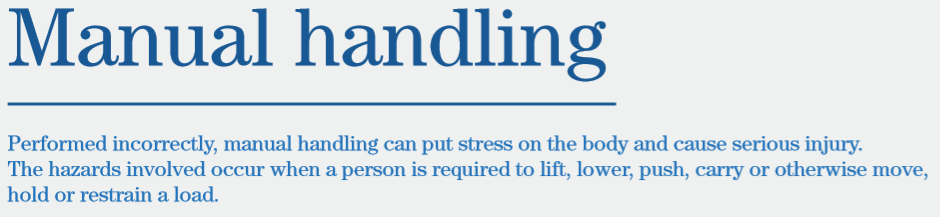 Manual handling
Performed incorrectly, manual handling can put stress on the body and cause serious injury.
The hazards involved occur when a person is required to lift, lower, push, carry or otherwise move,
hold or restrain a load.